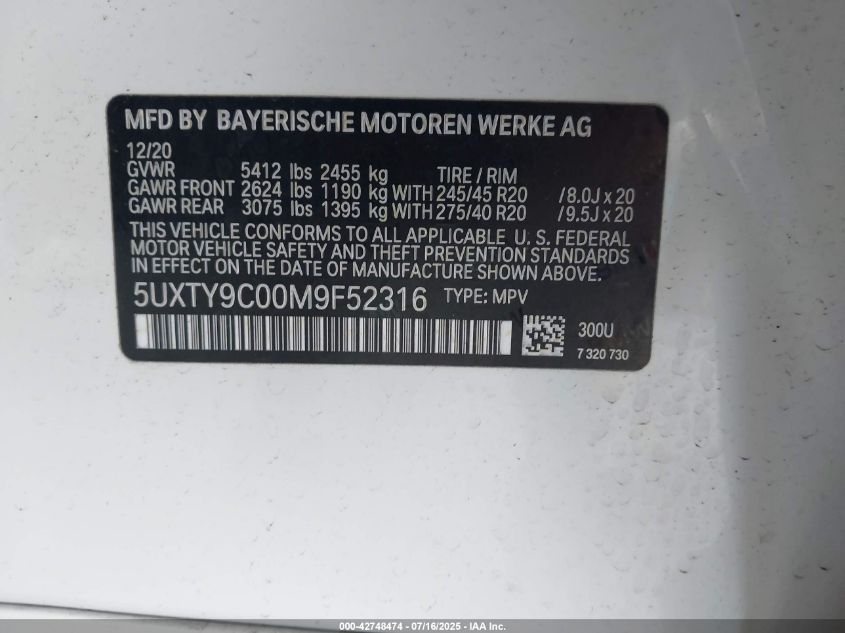 MFD BY BAYERISCHE MOTOREN WERKE AG
12/20
GVWR 5412 lbs 2455 kg TIRE / RIM
GAWR FRONT 2624 lbs 1190 kg WITH 245/45 R20 /8.0J x 20
GAWR REAR 3075 lbs 1395 kg WITH 275/40 R20 /9.5J x 20
THIS VEHICLE CONFORMS TO ALL APPLICABLE U. S. FEDERAL
MOTOR VEHICLE SAFETY AND THEFT PREVENTION STANDARDS
IN EFFECT ON THE DATE OF MANUFACTURE SHOWN ABOVE.
5UXTY9C00M9F52316 TYPE: MPV
300U
7 320 730
000-42748474 - 07/16/2025 - IAA Inc.